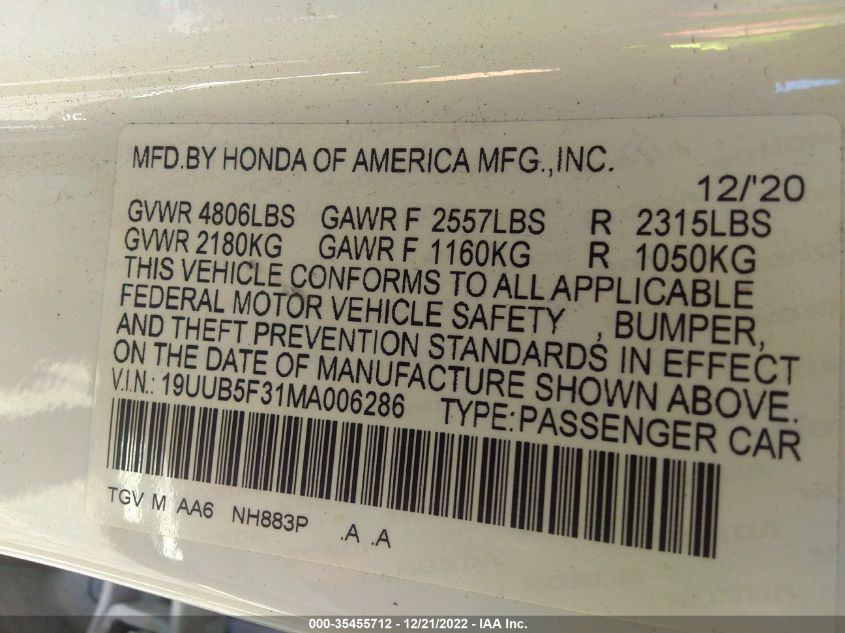 MFD.BY HONDA OF AMERICA MFG.,INC.
12/'20
GVWR 4806LBS GAWR F 2557LBS R 2315LBS
GVWR 2180KG GAWR F 1160KG R 1050KG
THIS VEHICLE CONFORMS TO ALL APPLICABLE
FEDERAL MOTOR VEHICLE SAFETY , BUMPER,
AND THEFT PREVENTION STANDARDS IN EFFECT
ON THE DATE OF MANUFACTURE SHOWN ABOVE.
V.I.N.: 19UUB5F31MA006286 TYPE:PASSENGER CAR
TGV M AA6 NH883P .A .A
000-35455712 - 12/21/2022 - IAA Inc.